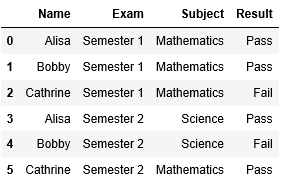 Name Exam Subject Result
0 Alisa Semester 1 Mathematics Pass
1 Bobby Semester 1 Mathematics Pass
2 Cathrine Semester 1 Mathematics Fail
3 Alisa Semester 2 Science Pass
4 Bobby Semester 2 Science Fail
5 Cathrine Semester 2 Mathematics Pass